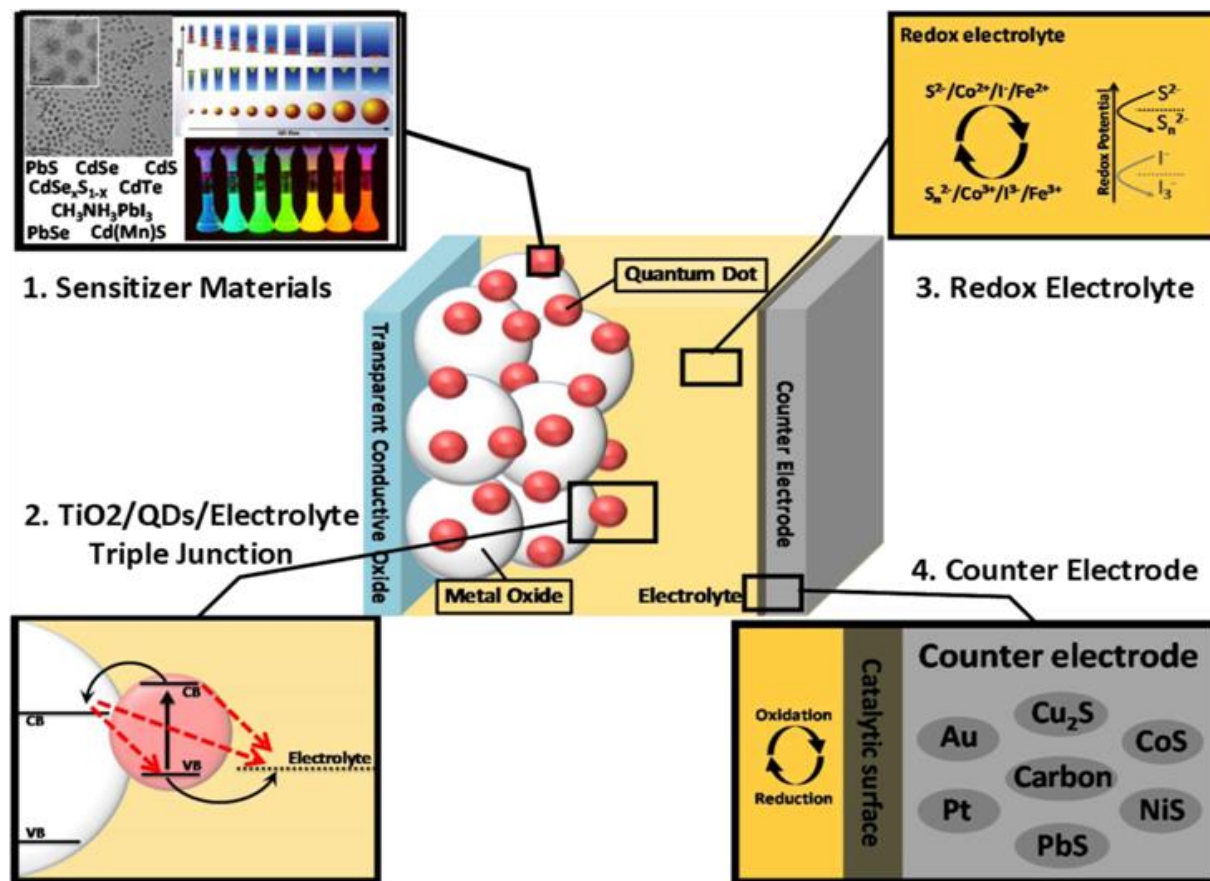 PbS CdSe CdS
CdSeₓS₁₋ₓ CdTe
CH₃NH₃PbI₃
PbSe Cd(Mn)S
1. Sensitizer Materials
Redox electrolyte
S²⁻/Co²⁺/I⁻/Fe²⁺
Sₙ²⁻/Co³⁺/I³⁻/Fe³⁺
Redox Potential
S²⁻
Sₙ²⁻
I⁻
I₃⁻
3. Redox Electrolyte
Quantum Dot
Transparent Conductive Oxide
Counter Electrode
Metal Oxide
Electrolyte
2. TiO2/QDs/Electrolyte
Triple Junction
CB
VB
CB
VB
Electrolyte
4. Counter Electrode
Oxidation
Reduction
Catalytic surface
Counter electrode
Au
Cu₂S
CoS
Carbon
Pt
NiS
PbS